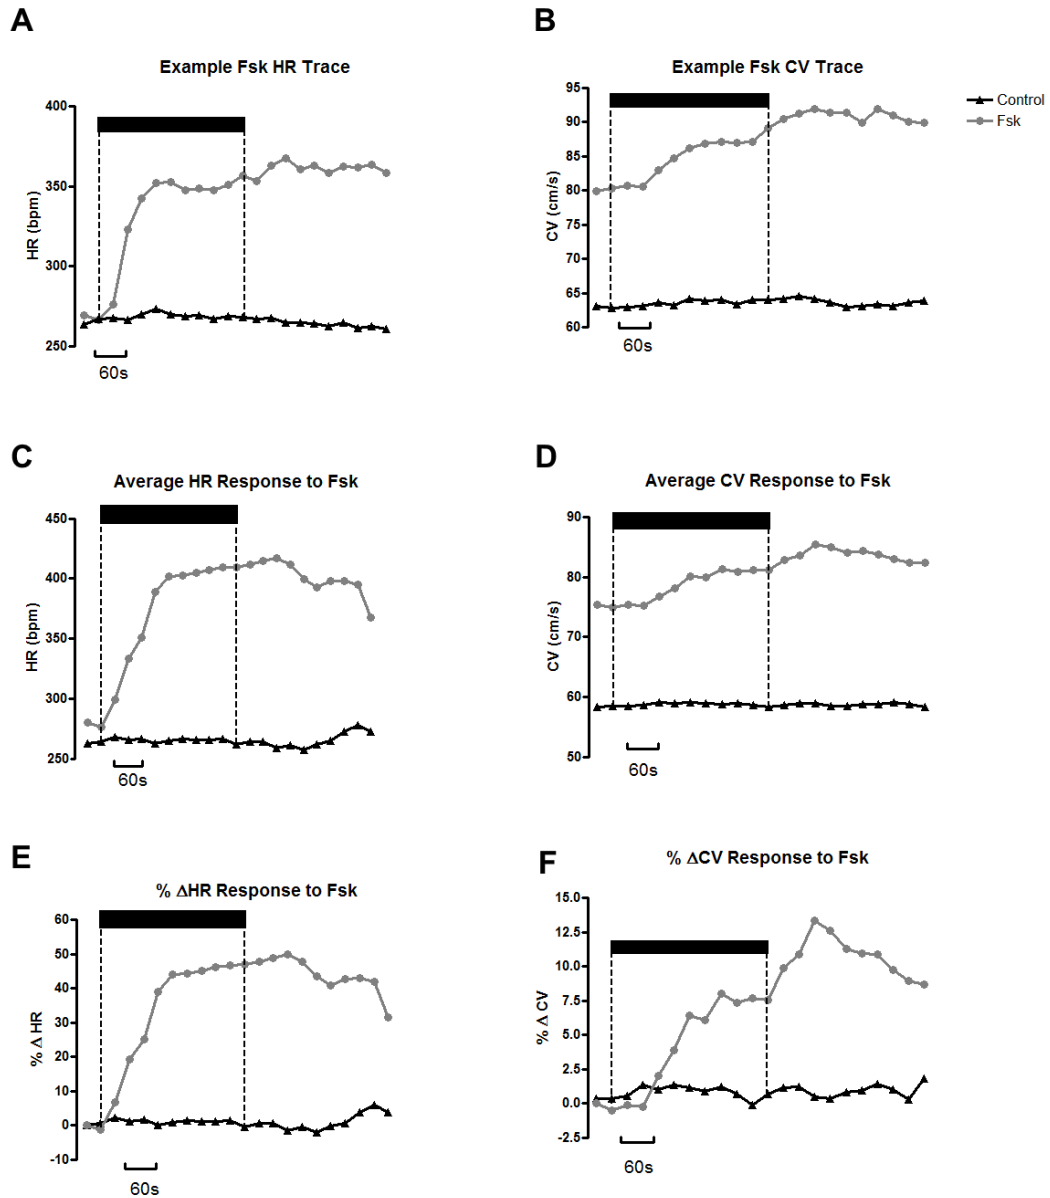 A
B
Example Fsk HR Trace
Example Fsk CV Trace
400
350
300
250
HR (bpm)
60s
95
90
85
80
75
70
65
60
CV (cm/s)
60s
Control
Fsk
C
D
Average HR Response to Fsk
Average CV Response to Fsk
450
400
350
300
250
HR (bpm)
60s
90
80
70
60
50
CV (cm/s)
60s
E
F
% ΔHR Response to Fsk
% ΔCV Response to Fsk
60
50
40
30
20
10
0
-10
% Δ HR
60s
15.0
12.5
10.0
7.5
5.0
2.5
0.0
-2.5
% Δ CV
60s